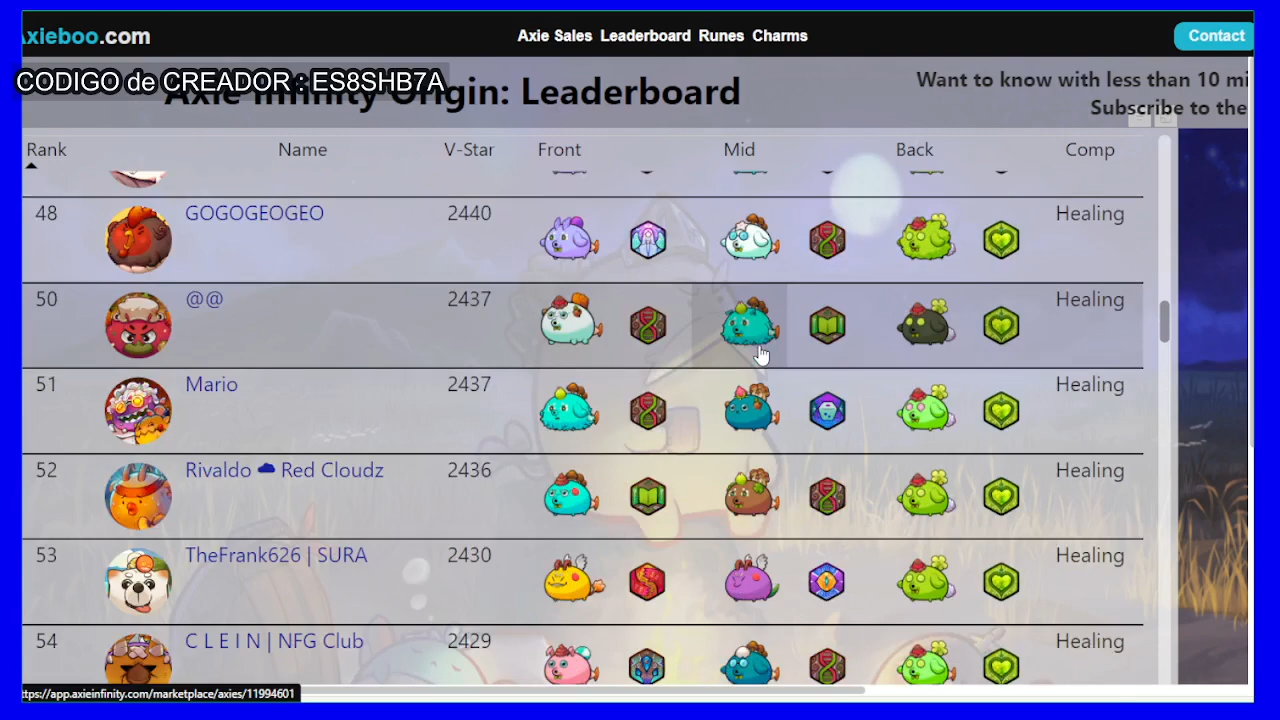 Axieboo.com Axie Sales Leaderboard Runes Charms Contact
CODIGO de CREADOR : ES8SHB7A
Axie Infinity Origin: Leaderboard
Want to know with less than 10 mi
Subscribe to the
Rank Name V-Star Front Mid Back Comp
48 GOGOGEOGEO 2440 Healing
50 @@ 2437 Healing
51 Mario 2437 Healing
52 Rivaldo ☁ Red Cloudz 2436 Healing
53 TheFrank626 | SURA 2430 Healing
54 C L E I N | NFG Club 2429 Healing
ttps://app.axieinfinity.com/marketplace/axies/11994601